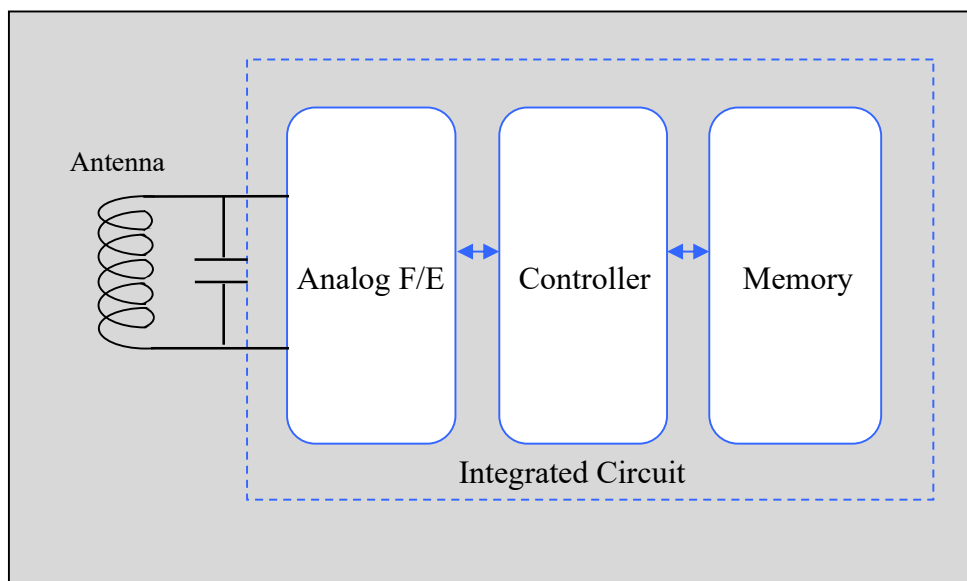 Antenna
Analog F/E
Controller
Memory
Integrated Circuit